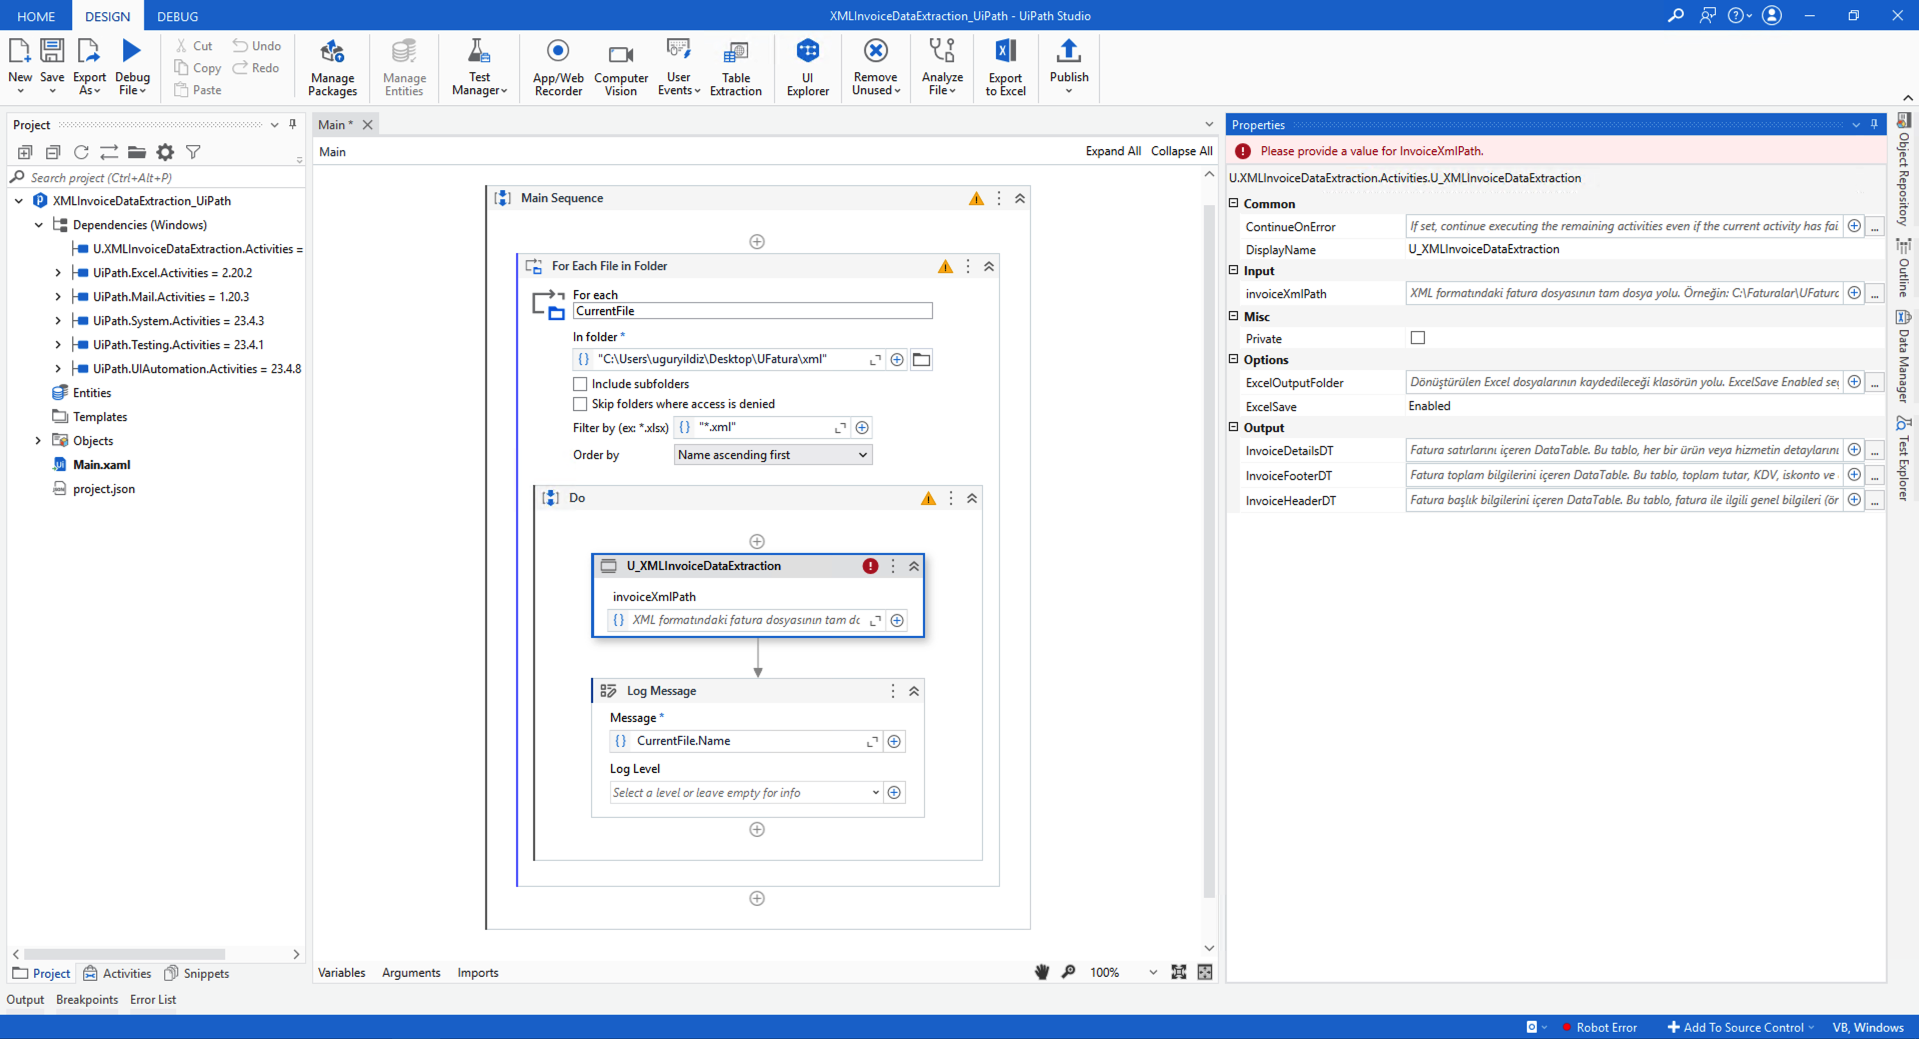 HOME DESIGN DEBUG
XMLInvoiceDataExtraction_UiPath - UiPath Studio
New Save Export As Debug File
Cut Undo
Copy Redo
Paste
Manage Packages
Manage Entities
Test Manager
App/Web Recorder
Computer Vision
User Events
Table Extraction
UI Explorer
Remove Unused
Analyze File
Export to Excel
Publish
Project
Search project (Ctrl+Alt+P)
XMLInvoiceDataExtraction_UiPath
Dependencies (Windows)
U.XMLInvoiceDataExtraction.Activities =
UiPath.Excel.Activities = 2.20.2
UiPath.Mail.Activities = 1.20.3
UiPath.System.Activities = 23.4.3
UiPath.Testing.Activities = 23.4.1
UiPath.UIAutomation.Activities = 23.4.8
Entities
Templates
Objects
Main.xaml
project.json
Project Activities Snippets
Output Breakpoints Error List
Main *
Main
Expand All Collapse All
Main Sequence
For Each File in Folder
For each
CurrentFile
In folder *
{} "C:\Users\uguryildiz\Desktop\UFatura\xml"
Include subfolders
Skip folders where access is denied
Filter by (ex: *.xlsx) {} "*.xml"
Order by Name ascending first
Do
U_XMLInvoiceDataExtraction
invoiceXmlPath
{} XML formatındaki fatura dosyasının tam do
Log Message
Message *
{} CurrentFile.Name
Log Level
Select a level or leave empty for info
Variables Arguments Imports
100%
Properties
Please provide a value for InvoiceXmlPath.
U.XMLInvoiceDataExtraction.Activities.U_XMLInvoiceDataExtraction
Common
ContinueOnError If set, continue executing the remaining activities even if the current activity has fai ...
DisplayName U_XMLInvoiceDataExtraction
Input
invoiceXmlPath XML formatındaki fatura dosyasının tam dosya yolu. Örneğin: C:\Faturalar\UFatura ...
Misc
Private
Options
ExcelOutputFolder Dönüştürülen Excel dosyalarının kaydedileceği klasörün yolu. ExcelSave Enabled seç ...
ExcelSave Enabled
Output
InvoiceDetailsDT Fatura satırlarını içeren DataTable. Bu tablo, her bir ürün veya hizmetin detaylarını ...
InvoiceFooterDT Fatura toplam bilgilerini içeren DataTable. Bu tablo, toplam tutar, KDV, iskonto ve ...
InvoiceHeaderDT Fatura başlık bilgilerini içeren DataTable. Bu tablo, fatura ile ilgili genel bilgileri (ör ...
Object Repository
Outline
Data Manager
Test Explorer
Robot Error Add To Source Control VB, Windows